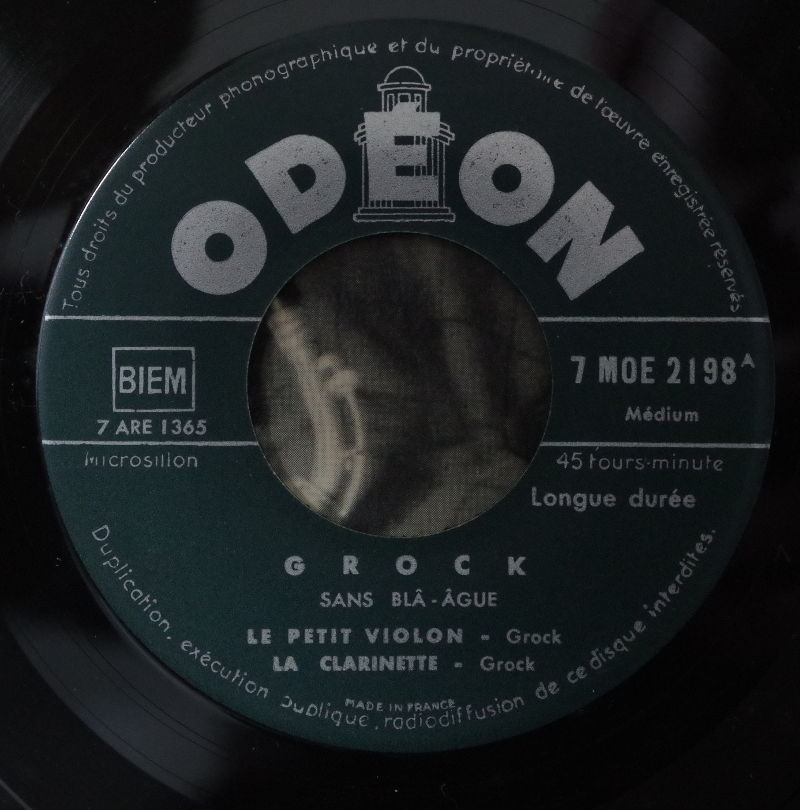 Tous droits du producteur phonographique et du propriétaire de l'œuvre enregistrée réservés
ODÉON
BIEM
7 ARE 1365
7 MOE 2198 A
Médium
Microsillon
45 tours-minute
Longue durée
GROCK
SANS BLÂ-ÂGUE
LE PETIT VIOLON - Grock
LA CLARINETTE - Grock
MADE IN FRANCE
Duplication, exécution publique, radiodiffusion de ce disque interdites.